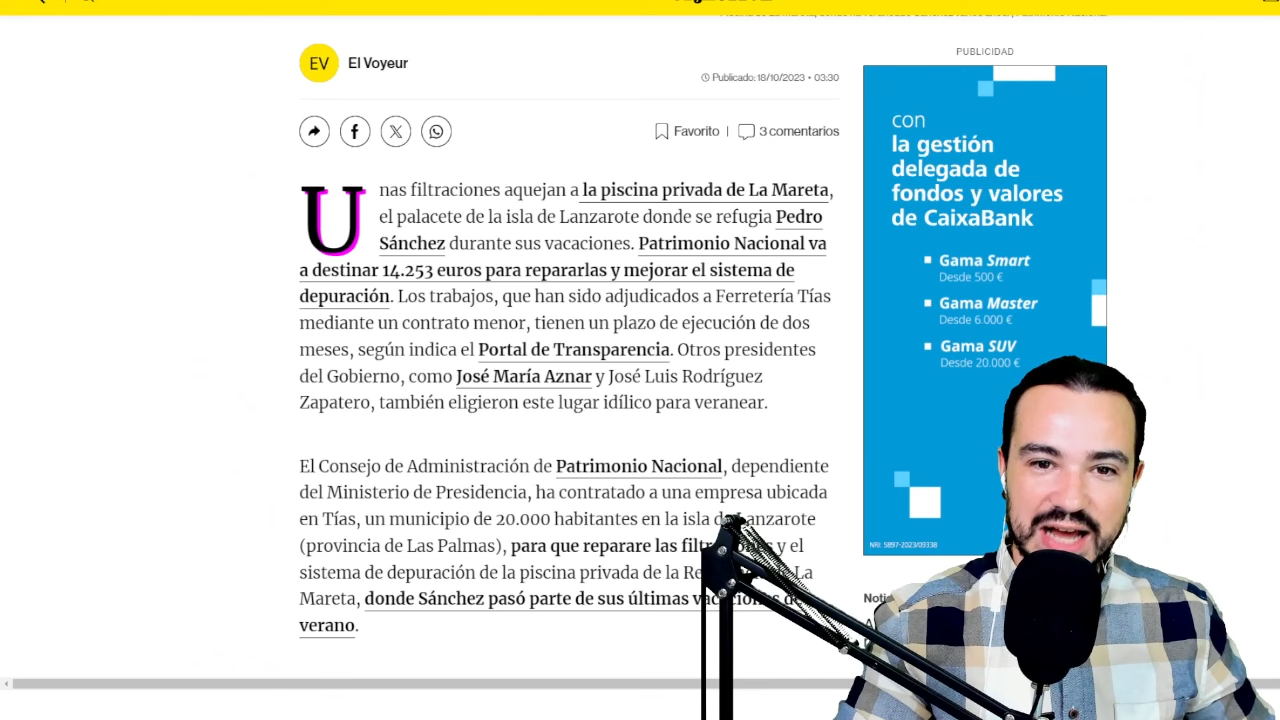 EV
El Voyeur
Publicado: 18/10/2023 • 03:30
Favorito | 3 comentarios
Unas filtraciones aquejan a la piscina privada de La Mareta,
el palacete de la isla de Lanzarote donde se refugia Pedro
Sánchez durante sus vacaciones. Patrimonio Nacional va
a destinar 14.253 euros para repararlas y mejorar el sistema de
depuración. Los trabajos, que han sido adjudicados a Ferretería Tías
mediante un contrato menor, tienen un plazo de ejecución de dos
meses, según indica el Portal de Transparencia. Otros presidentes
del Gobierno, como José María Aznar y José Luis Rodríguez
Zapatero, también eligieron este lugar idílico para veranear.
El Consejo de Administración de Patrimonio Nacional, dependiente
del Ministerio de Presidencia, ha contratado a una empresa ubicada
en Tías, un municipio de 20.000 habitantes en la isla de Lanzarote
(provincia de Las Palmas), para que repare las y el
sistema de depuración de la piscina privada de la La
Mareta, donde Sánchez pasó parte de sus últimas
verano.
PUBLICIDAD
con
la gestión
delegada de
fondos y valores
de CaixaBank
Gama Smart
Desde 500 €
Gama Master
Desde 6.000 €
Gama SUV
Desde 20.000 €
NRI: 5897-2023/09338